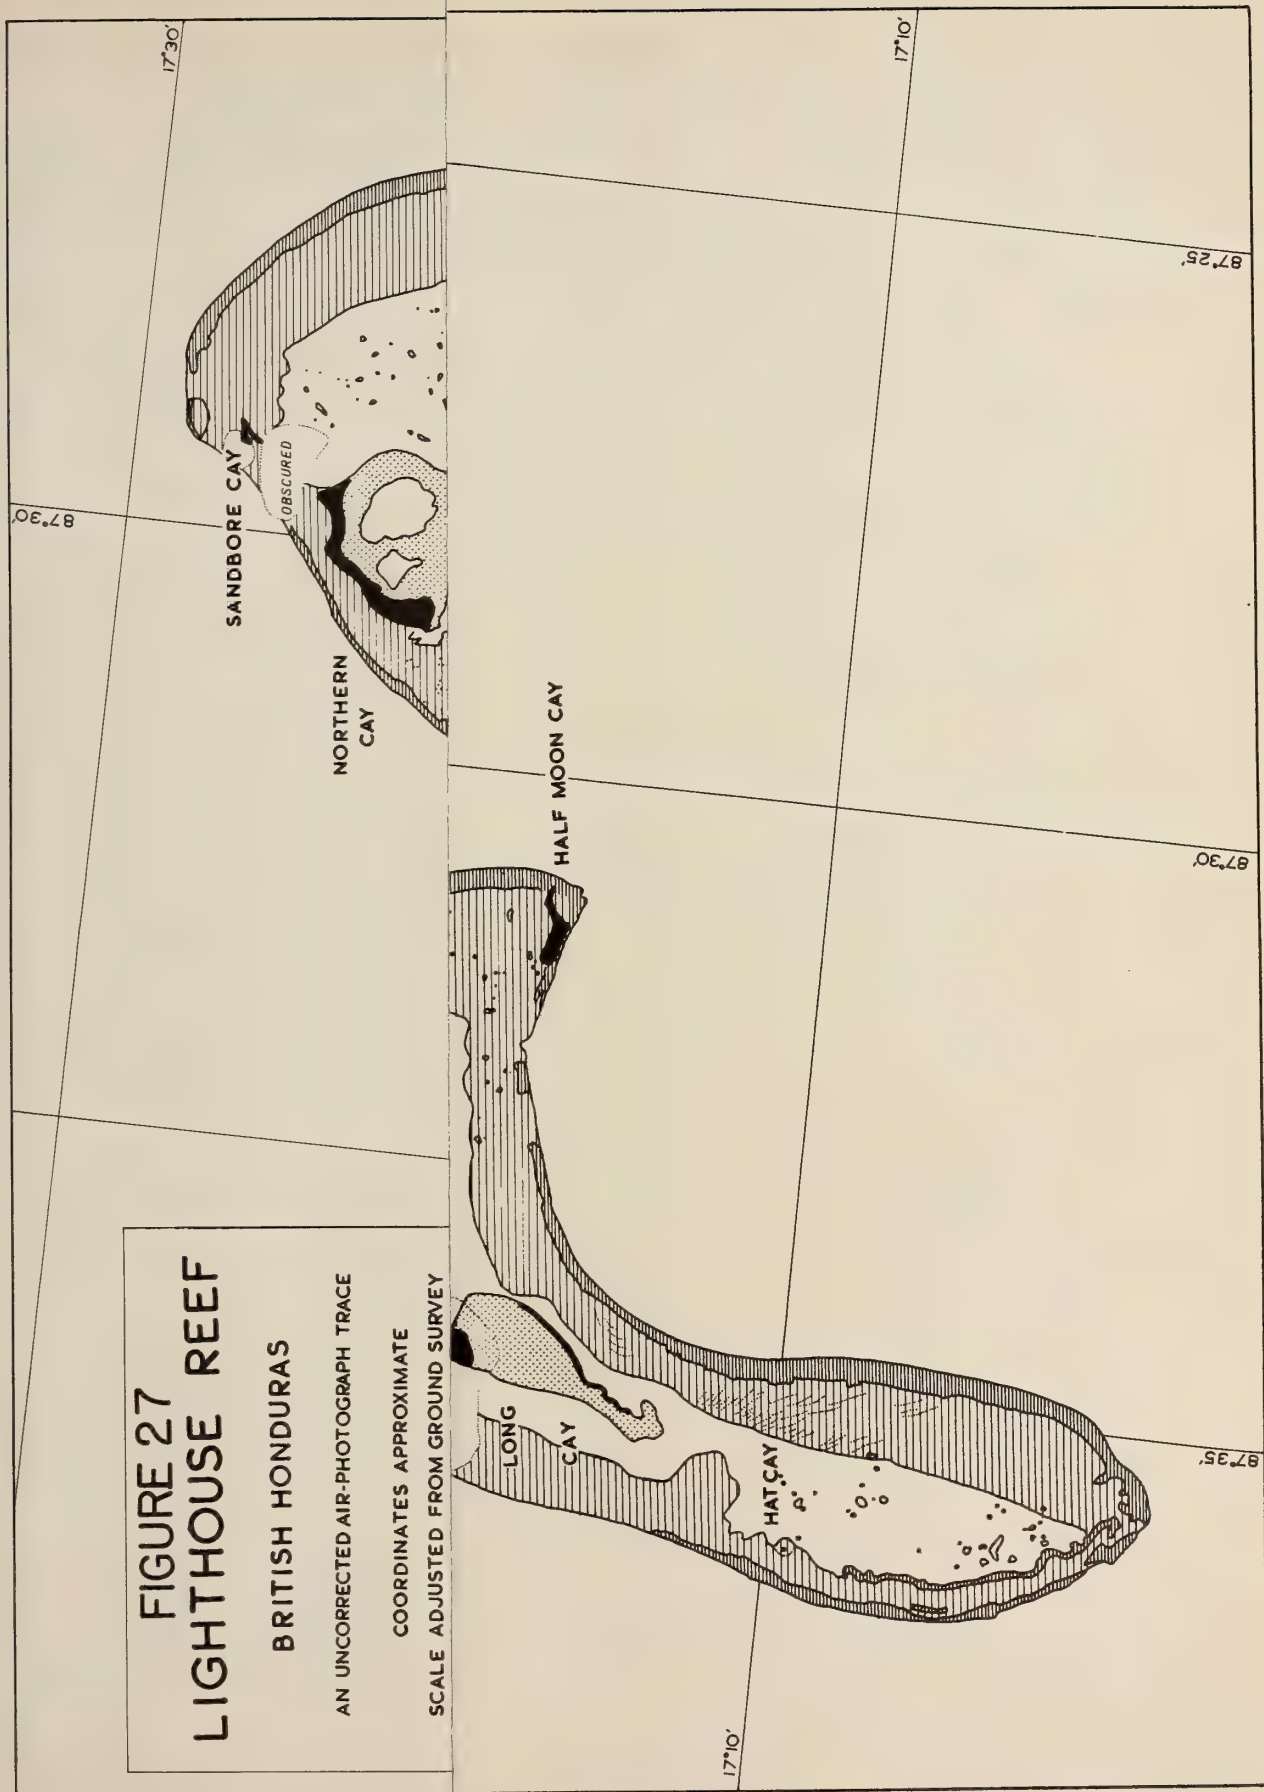 FIGURE 27
LIGHTHOUSE REEF
BRITISH HONDURAS
AN UNCORRECTED AIR-PHOTOGRAPH TRACE
COORDINATES APPROXIMATE
SCALE ADJUSTED FROM GROUND SURVEY
17°30'
87°30'
SANDBORE CAY
OBSCURED
NORTHERN
CAY
17°10'
87°25'
HALF MOON CAY
87°30'
LONG
CAY
HAT CAY
87°35'
17°10'